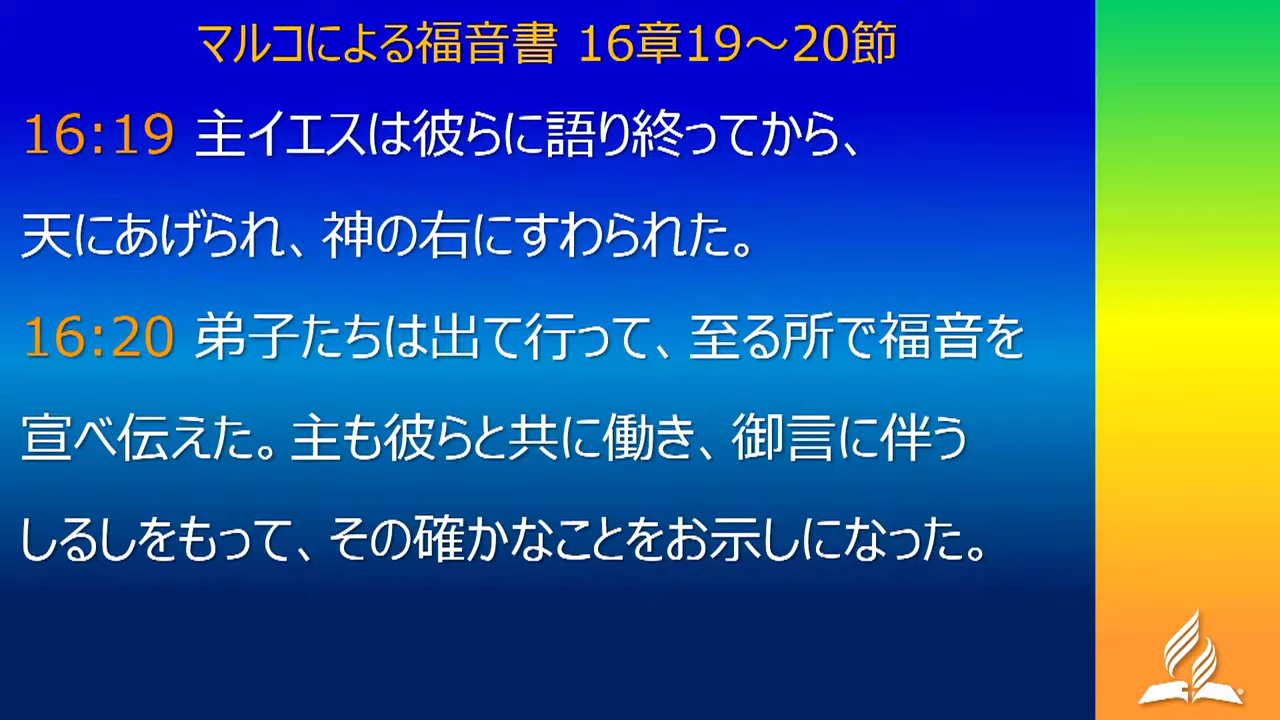 マルコによる福音書 16章19～20節
16:19 主イエスは彼らに語り終ってから、
天にあげられ、神の右にすわられた。
16:20 弟子たちは出て行って、至る所で福音を
宣べ伝えた。主も彼らと共に働き、御言に伴う
しるしをもって、その確かなことをお示しになった。